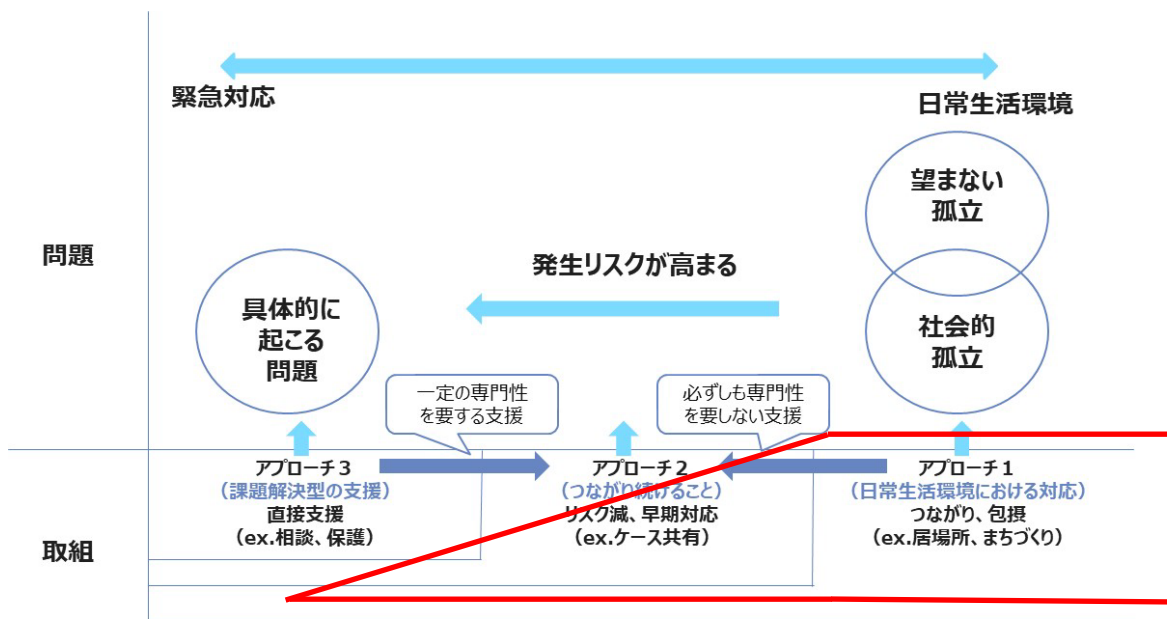 緊急対応
日常生活環境
望まない
孤立
問題
発生リスクが高まる
具体的に
起こる
問題
社会的
孤立
一定の専門性
を要する支援
必ずしも専門性
を要しない支援
取組
アプローチ３
（課題解決型の支援）
直接支援
（ex.相談、保護）
アプローチ２
（つながり続けること）
リスク減、早期対応
（ex.ケース共有）
アプローチ１
（日常生活環境における対応）
つながり、包摂
（ex.居場所、まちづくり）